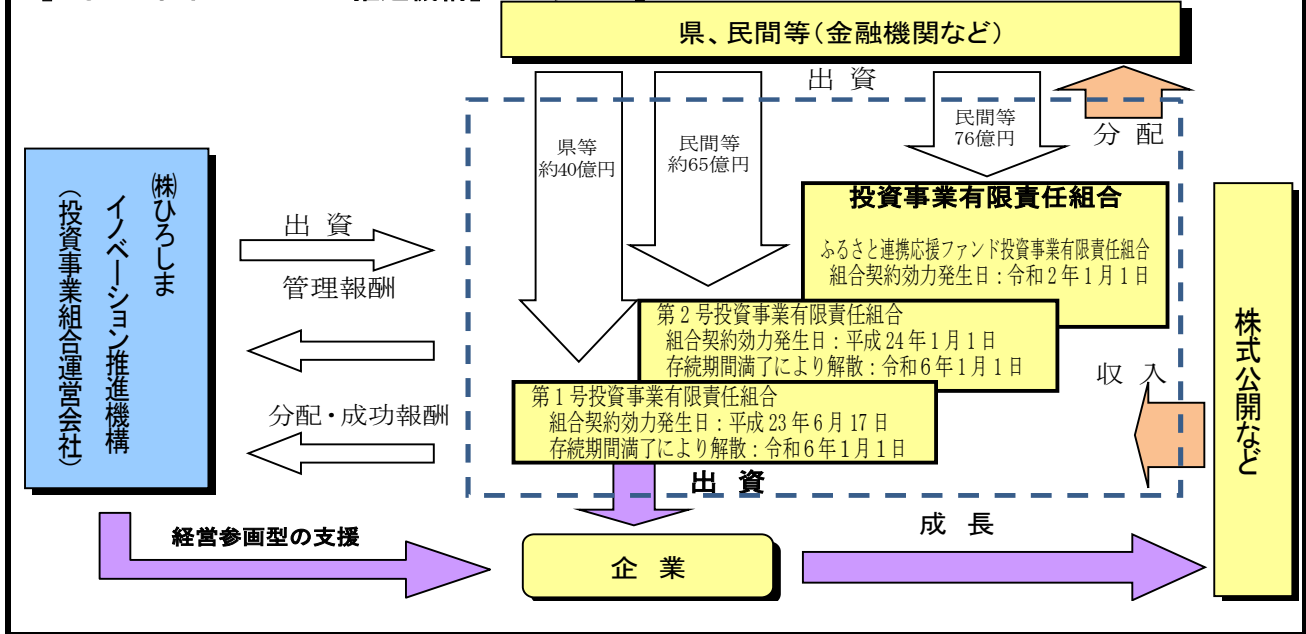 県、民間等（金融機関など）
出 資
県等
約40億円
民間等
約65億円
民間等
76億円
分 配
㈱ひろしま
イノベーション推進機構
（投資事業組合運営会社）
出 資
管理報酬
分配・成功報酬
投資事業有限責任組合
ふるさと連携応援ファンド投資事業有限責任組合
組合契約効力発生日：令和２年１月１日
第２号投資事業有限責任組合
組合契約効力発生日：平成 24 年１月１日
存続期間満了により解散：令和６年１月１日
第１号投資事業有限責任組合
組合契約効力発生日：平成 23 年６月 17 日
存続期間満了により解散：令和６年１月１日
収 入
株式公開など
出 資
経営参画型の支援
企 業
成 長